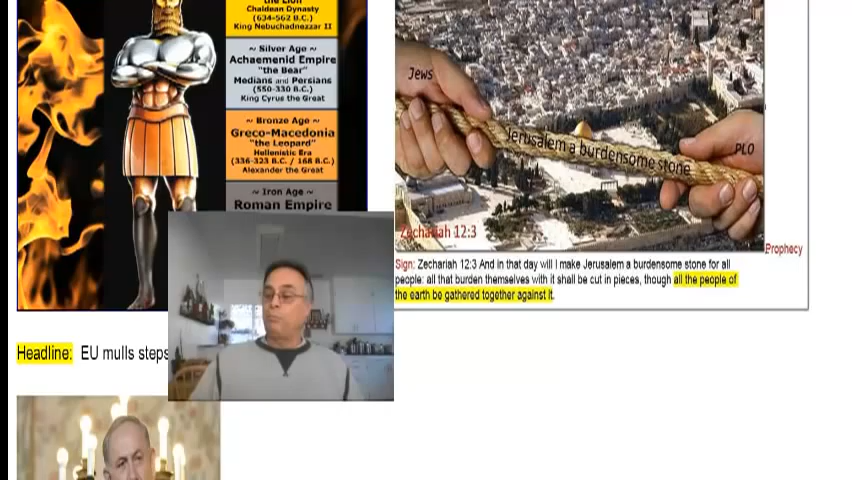 the Lion
Chaldean Dynasty
(634-562 B.C.)
King Nebuchadnezzar II
~ Silver Age ~
Achaemenid Empire
"the Bear"
Medians and Persians
(550-330 B.C.)
King Cyrus the Great
~ Bronze Age ~
Greco-Macedonia
"the Leopard"
Hellenistic Era
(336-323 B.C. / 168 B.C.)
Alexander the Great
~ Iron Age ~
Roman Empire
Jews
Jerusalem a burdensome stone
PLO
Zechariah 12:3
Prophecy
Sign: Zechariah 12:3 And in that day will I make Jerusalem a burdensome stone for all
people: all that burden themselves with it shall be cut in pieces, though all the people of
the earth be gathered together against it.
Headline: EU mulls steps